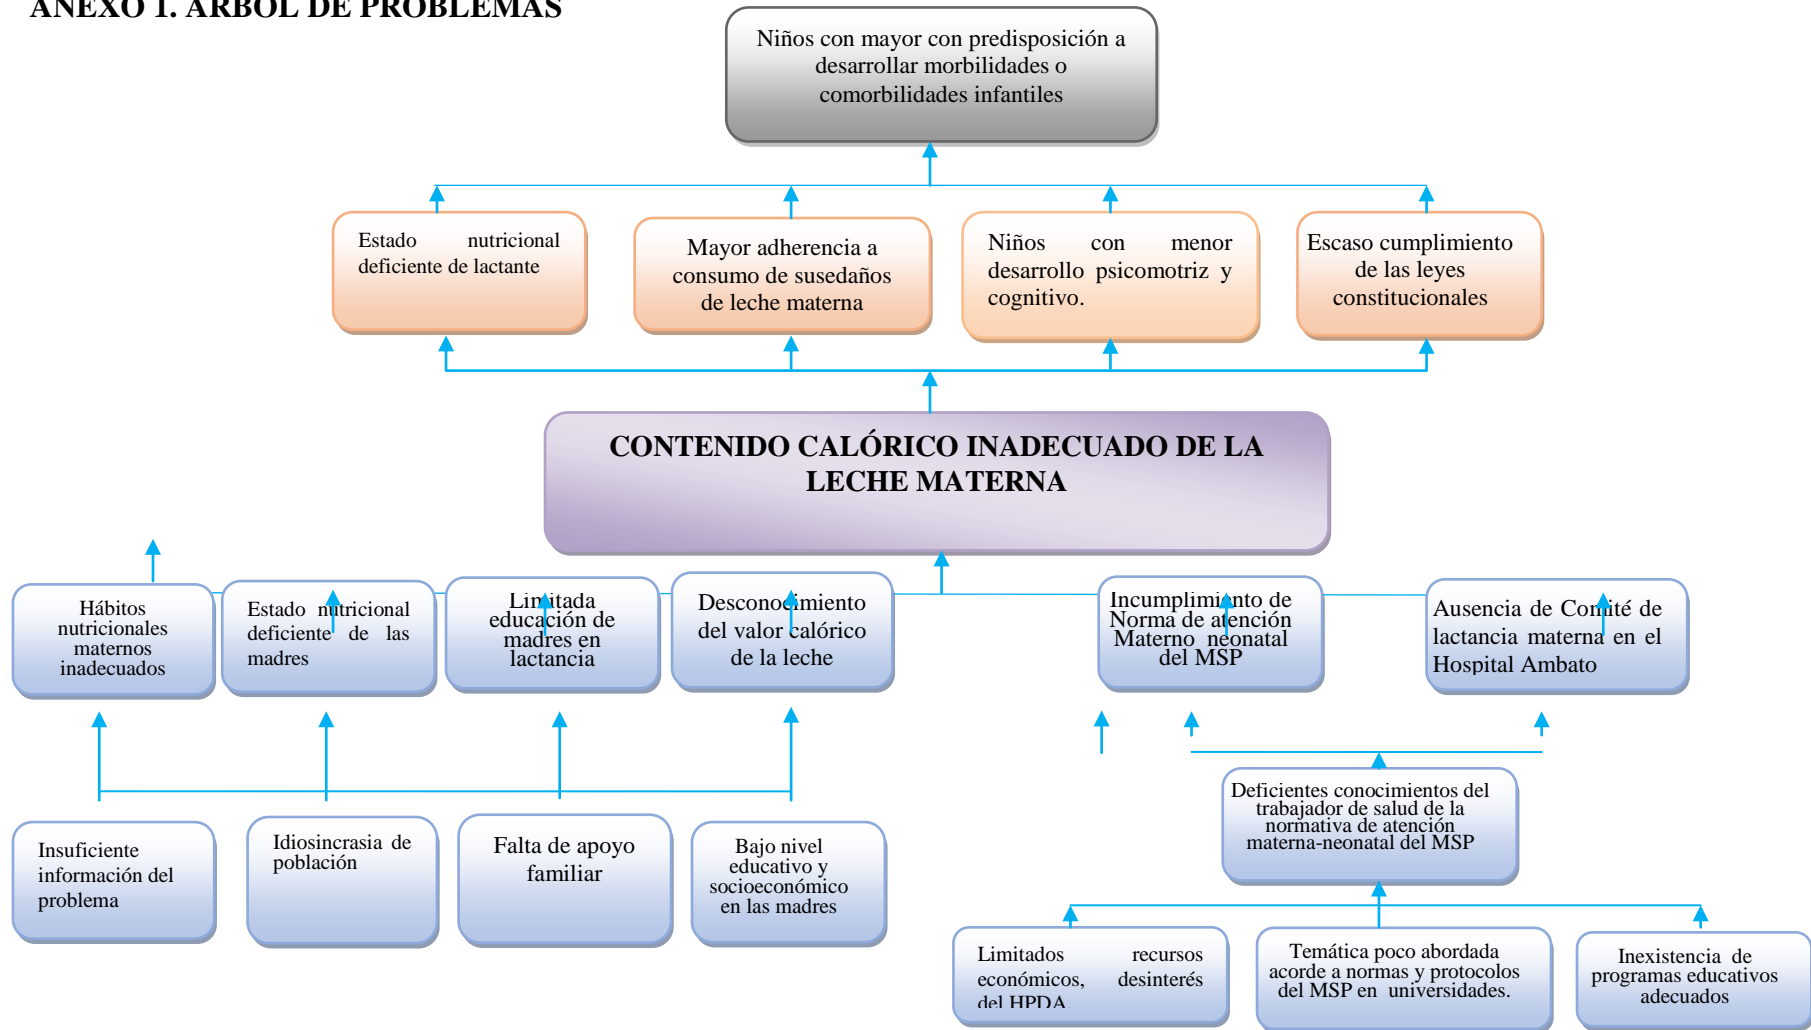 ANEXO 1. ÁRBOL DE PROBLEMAS
Niños con mayor con predisposición a
desarrollar morbilidades o
comorbilidades infantiles
Estado nutricional
deficiente de lactante
Mayor adherencia a
consumo de susedaños
de leche materna
Niños con menor
desarrollo psicomotriz y
cognitivo.
Escaso cumplimiento
de las leyes
constitucionales
CONTENIDO CALÓRICO INADECUADO DE LA
LECHE MATERNA
Hábitos
nutricionales
maternos
inadecuados
Estado nutricional
deficiente de las
madres
Limitada
educación de
madres en
lactancia
Desconocimiento
del valor calórico
de la leche
Incumplimiento de
Norma de atención
Materno neonatal
del MSP
Ausencia de Comité de
lactancia materna en el
Hospital Ambato
Deficientes conocimientos del
trabajador de salud de la
normativa de atención
materna-neonatal del MSP
Insuficiente
información del
problema
Idiosincrasia de
población
Falta de apoyo
familiar
Bajo nivel
educativo y
socioeconómico
en las madres
Limitados recursos
económicos, desinterés
del HPDA
Temática poco abordada
acorde a normas y protocolos
del MSP en universidades.
Inexistencia de
programas educativos
adecuados